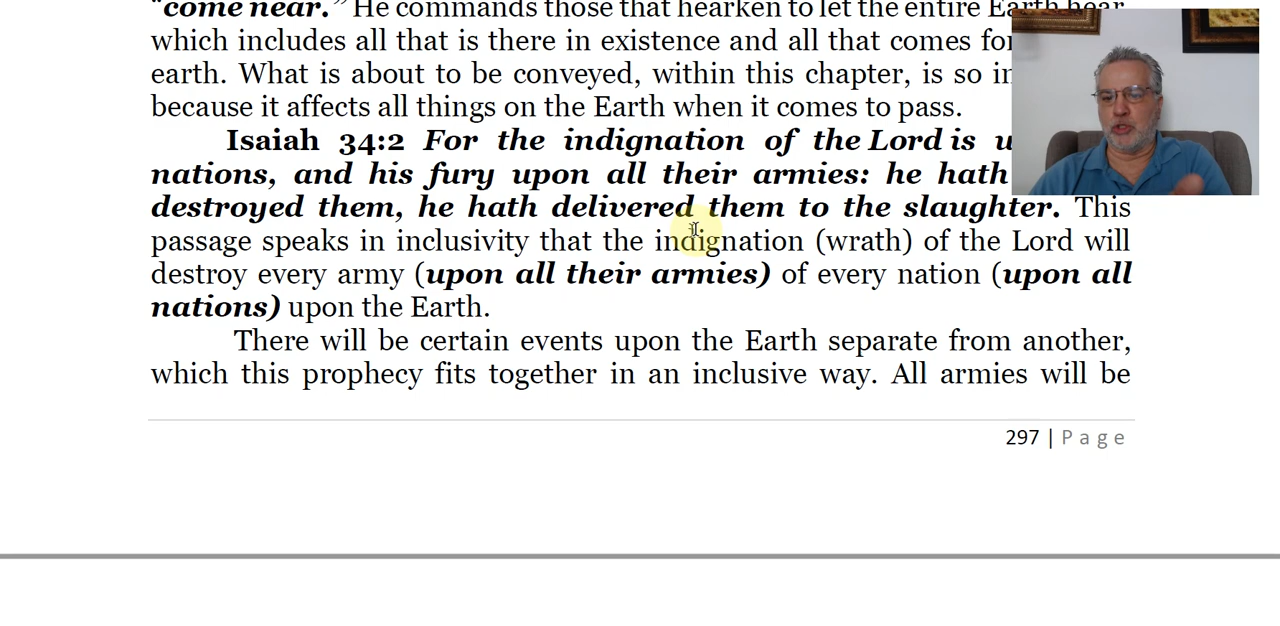 "come near." He commands those that hearken to let the entire Earth hear,
which includes all that is there in existence and all that comes
earth. What is about to be conveyed, within this chapter, is so
because it affects all things on the Earth when it comes to pass.
Isaiah 34:2 For the indignation of the Lord is
nations, and his fury upon all their armies: he hath
destroyed them, he hath delivered them to the slaughter. This
passage speaks in inclusivity that the indignation (wrath) of the Lord will
destroy every army (upon all their armies) of every nation (upon all
nations) upon the Earth.
There will be certain events upon the Earth separate from another,
which this prophecy fits together in an inclusive way. All armies will be
297 | Page